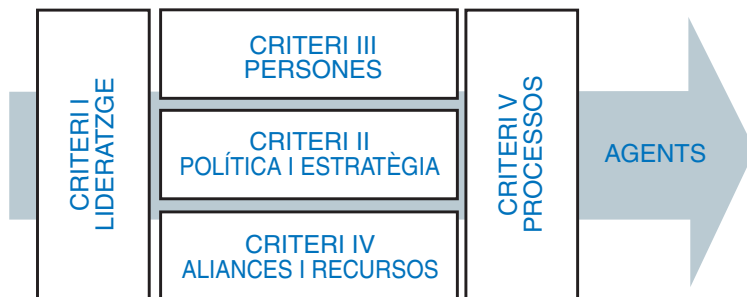 CRITERI I
LIDERATZGE
CRITERI III
PERSONES
CRITERI II
POLÍTICA I ESTRATÈGIA
CRITERI IV
ALIANCES I RECURSOS
CRITERI V
PROCESSOS
AGENTS